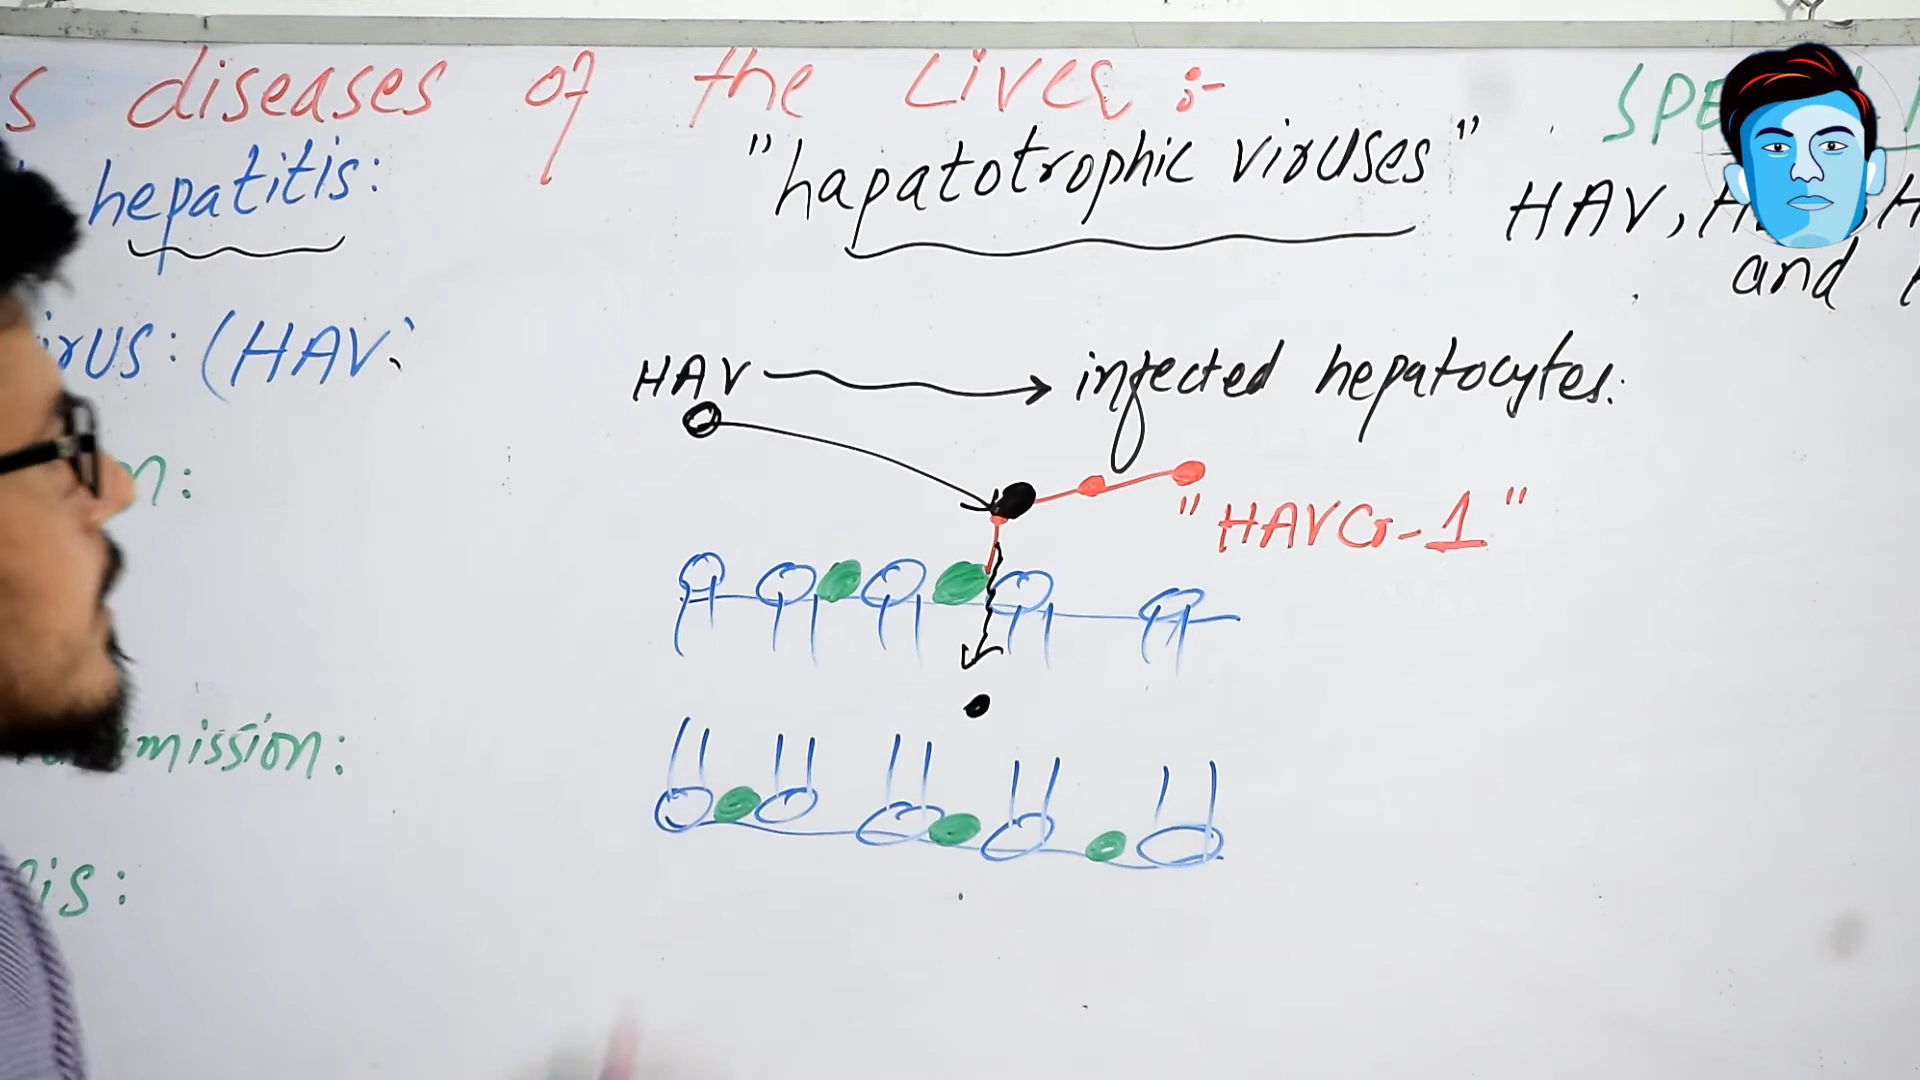 s diseases of the Liver :-
hepatitis:
"hapatotrophic viruses"
HAV,
and
irus: (HAV)
HAV → infected hepatocytes.
"HAVCr-1"
n:
mission:
is: